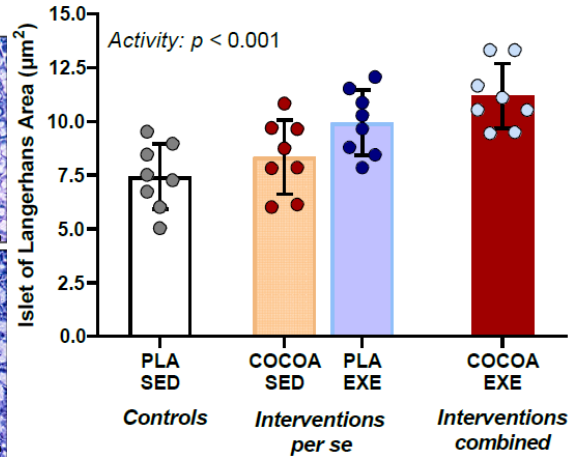 Islet of Langerhans Area (µm²)
15.0
12.5
10.0
7.5
5.0
2.5
0.0
Activity: p < 0.001
PLA SED
COCOA SED
PLA EXE
COCOA EXE
Controls
Interventions per se
Interventions combined